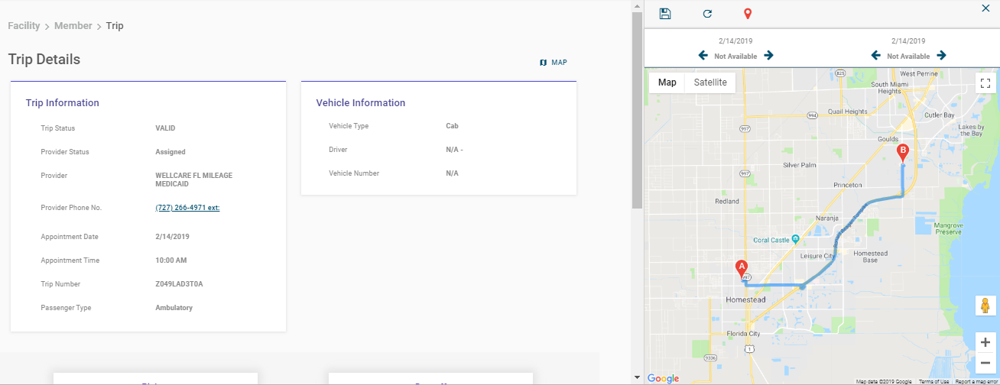 Facility > Member > Trip
Trip Details
MAP
Trip Information
Trip Status VALID
Provider Status Assigned
Provider WELLCARE FL MILEAGE
MEDICAID
Provider Phone No. (727) 266-4971 ext:
Appointment Date 2/14/2019
Appointment Time 10:00 AM
Trip Number Z049LAD3T0A
Passenger Type Ambulatory
Vehicle Information
Vehicle Type Cab
Driver N/A -
Vehicle Number N/A
2/14/2019
Not Available
2/14/2019
Not Available
Map Satellite
825
West Perrine
South Miami
Heights
Quail Heights
994
Cutler Bay
997
Lakes by
the Bay
Goulds
B
Silver Palm
997
Princeton
Redland
Naranja
Mangrove
Preserve
Coral Castle
Leisure City
Homestead
Base
A
997
Homestead
Florida City
1
9336
Google
Map data ©2019 Google Terms of Use Report a map error